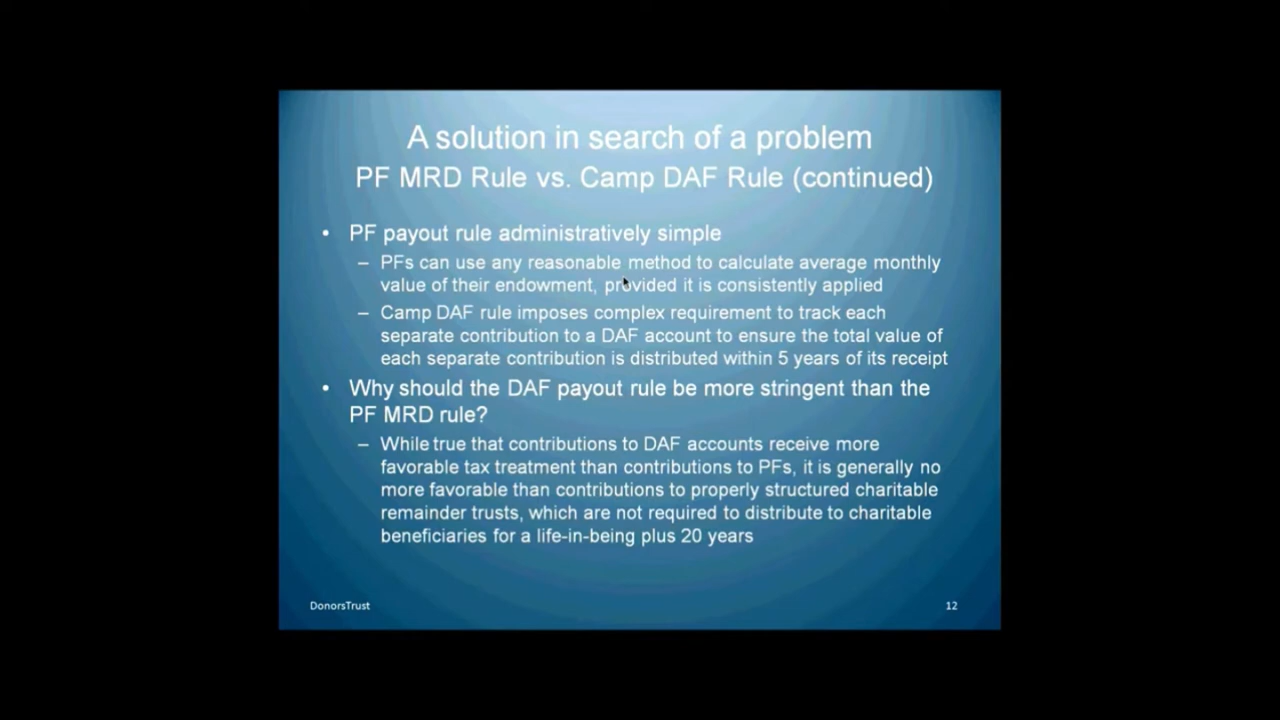 A solution in search of a problem
PF MRD Rule vs. Camp DAF Rule (continued)
• PF payout rule administratively simple
– PFs can use any reasonable method to calculate average monthly
value of their endowment, provided it is consistently applied
– Camp DAF rule imposes complex requirement to track each
separate contribution to a DAF account to ensure the total value of
each separate contribution is distributed within 5 years of its receipt
• Why should the DAF payout rule be more stringent than the
PF MRD rule?
– While true that contributions to DAF accounts receive more
favorable tax treatment than contributions to PFs, it is generally no
more favorable than contributions to properly structured charitable
remainder trusts, which are not required to distribute to charitable
beneficiaries for a life-in-being plus 20 years
DonorsTrust
12